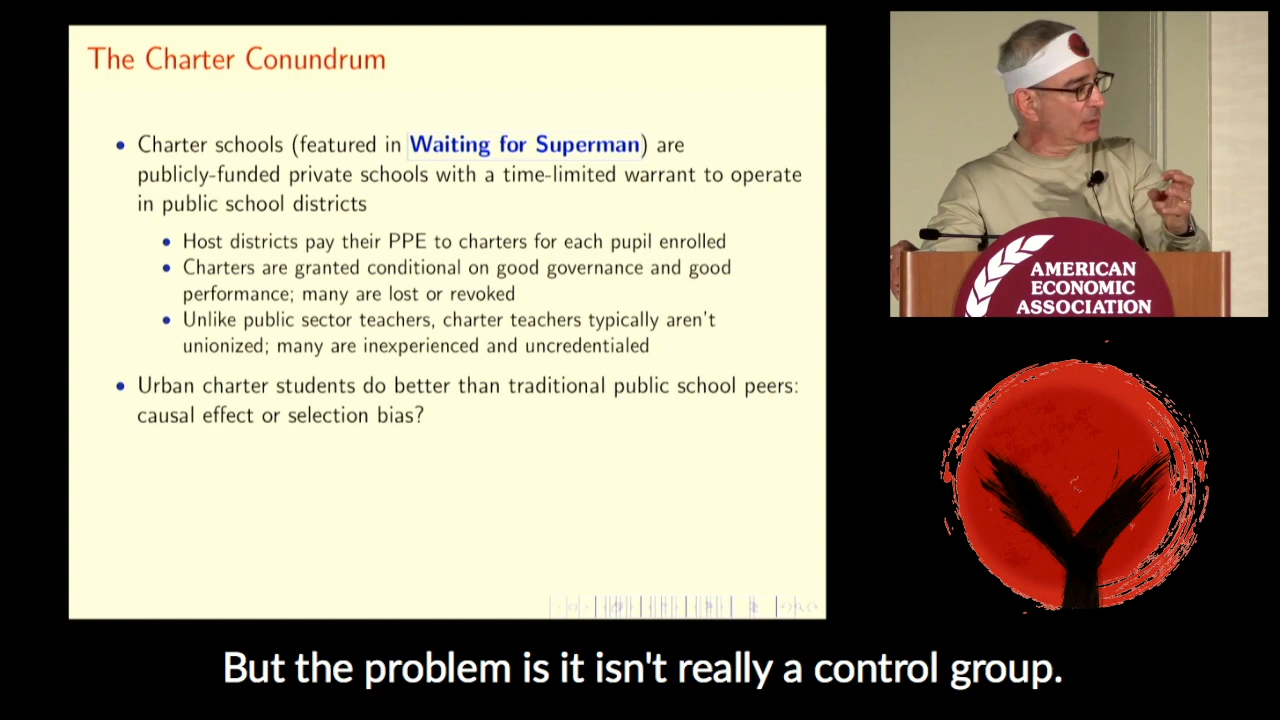 The Charter Conundrum
• Charter schools (featured in Waiting for Superman) are
publicly-funded private schools with a time-limited warrant to operate
in public school districts
• Host districts pay their PPE to charters for each pupil enrolled
• Charters are granted conditional on good governance and good
performance; many are lost or revoked
• Unlike public sector teachers, charter teachers typically aren't
unionized; many are inexperienced and uncredentialed
• Urban charter students do better than traditional public school peers:
causal effect or selection bias?
AMERICAN
ECONOMIC
ASSOCIATION
But the problem is it isn't really a control group.